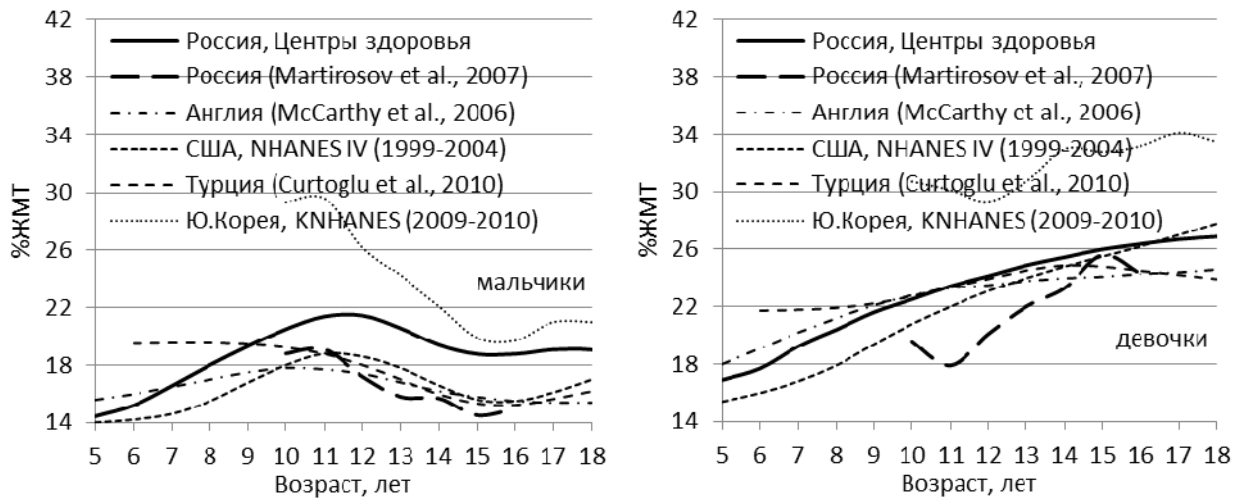 42
38
34
30
26
22
18
14
%ЖМТ
Россия, Центры здоровья
Россия (Martirosov et al., 2007)
Англия (McCarthy et al., 2006)
США, NHANES IV (1999-2004)
Турция (Curtoglu et al., 2010)
Ю.Корея, KNHANES (2009-2010)
мальчики
5 6 7 8 9 10 11 12 13 14 15 16 17 18
Возраст, лет
42
38
34
30
26
22
18
14
%ЖМТ
Россия, Центры здоровья
Россия (Martirosov et al., 2007)
Англия (McCarthy et al., 2006)
США, NHANES IV (1999-2004)
Турция (Curtoglu et al., 2010)
Ю.Корея, KNHANES (2009-2010)
девочки
5 6 7 8 9 10 11 12 13 14 15 16 17 18
Возраст, лет